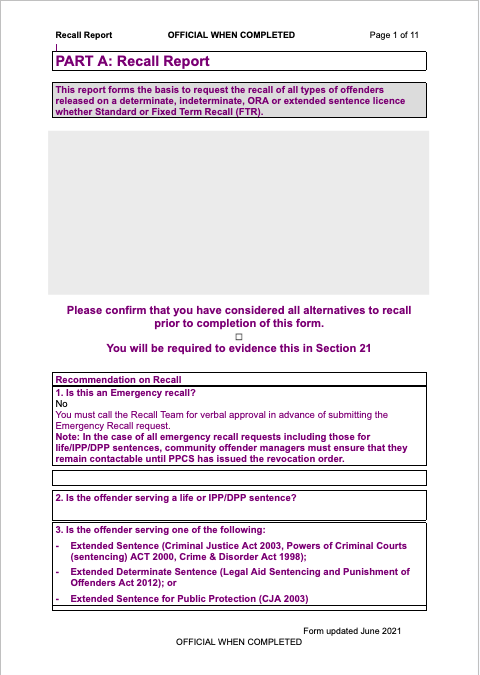 Recall Report OFFICIAL WHEN COMPLETED Page 1 of 11
PART A: Recall Report
This report forms the basis to request the recall of all types of offenders
released on a determinate, indeterminate, ORA or extended sentence licence
whether Standard or Fixed Term Recall (FTR).
Please confirm that you have considered all alternatives to recall
prior to completion of this form.
☐
You will be required to evidence this in Section 21
Recommendation on Recall
1. Is this an Emergency recall?
No
You must call the Recall Team for verbal approval in advance of submitting the
Emergency Recall request.
Note: In the case of all emergency recall requests including those for
life/IPP/DPP sentences, community offender managers must ensure that they
remain contactable until PPCS has issued the revocation order.
2. Is the offender serving a life or IPP/DPP sentence?
3. Is the offender serving one of the following:
- Extended Sentence (Criminal Justice Act 2003, Powers of Criminal Courts
(sentencing) ACT 2000, Crime & Disorder Act 1998);
- Extended Determinate Sentence (Legal Aid Sentencing and Punishment of
Offenders Act 2012); or
- Extended Sentence for Public Protection (CJA 2003)
Form updated June 2021
OFFICIAL WHEN COMPLETED